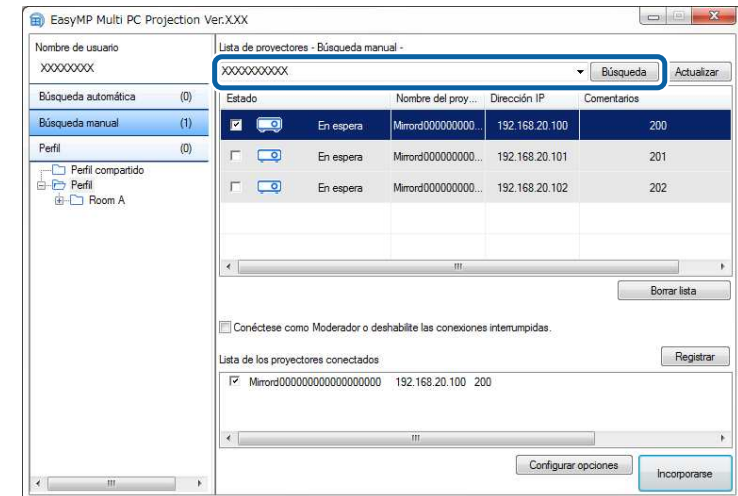 EasyMP Multi PC Projection Ver.X.XX
Nombre de usuario
XXXXXXXX
Lista de proyectores - Búsqueda manual -
XXXXXXXXXX Búsqueda Actualizar
Búsqueda automática (0)
Búsqueda manual (1)
Perfil (0)
Perfil compartido
Perfil
Room A
Estado Nombre del proy... Dirección IP Comentarios
En espera Mirrord000000000... 192.168.20.100 200
En espera Mirrord000000000... 192.168.20.101 201
En espera Mirrord000000000... 192.168.20.102 202
Borrar lista
Conéctese como Moderador o deshabilite las conexiones interrumpidas.
Lista de los proyectores conectados
Registrar
Mirrord000000000000000000 192.168.20.100 200
Configurar opciones
Incorporarse